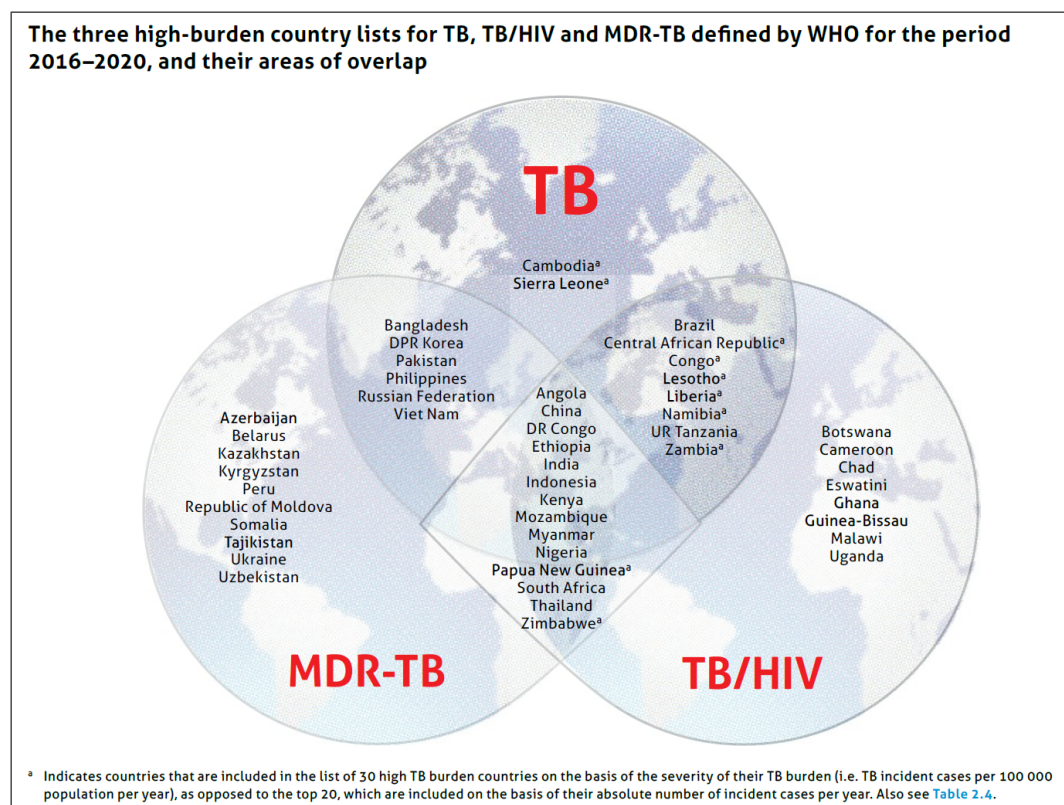 The three high-burden country lists for TB, TB/HIV and MDR-TB defined by WHO for the period
2016–2020, and their areas of overlap
TB
Cambodiaᵃ
Sierra Leoneᵃ
Bangladesh
DPR Korea
Pakistan
Philippines
Russian Federation
Viet Nam
Brazil
Central African Republicᵃ
Congoᵃ
Lesothoᵃ
Liberiaᵃ
Namibiaᵃ
UR Tanzania
Zambiaᵃ
Angola
China
DR Congo
Ethiopia
India
Indonesia
Kenya
Mozambique
Myanmar
Nigeria
Papua New Guineaᵃ
South Africa
Thailand
Zimbabweᵃ
Azerbaijan
Belarus
Kazakhstan
Kyrgyzstan
Peru
Republic of Moldova
Somalia
Tajikistan
Ukraine
Uzbekistan
Botswana
Cameroon
Chad
Eswatini
Ghana
Guinea-Bissau
Malawi
Uganda
MDR-TB
TB/HIV
ᵃ Indicates countries that are included in the list of 30 high TB burden countries on the basis of the severity of their TB burden (i.e. TB incident cases per 100 000
population per year), as opposed to the top 20, which are included on the basis of their absolute number of incident cases per year. Also see Table 2.4.